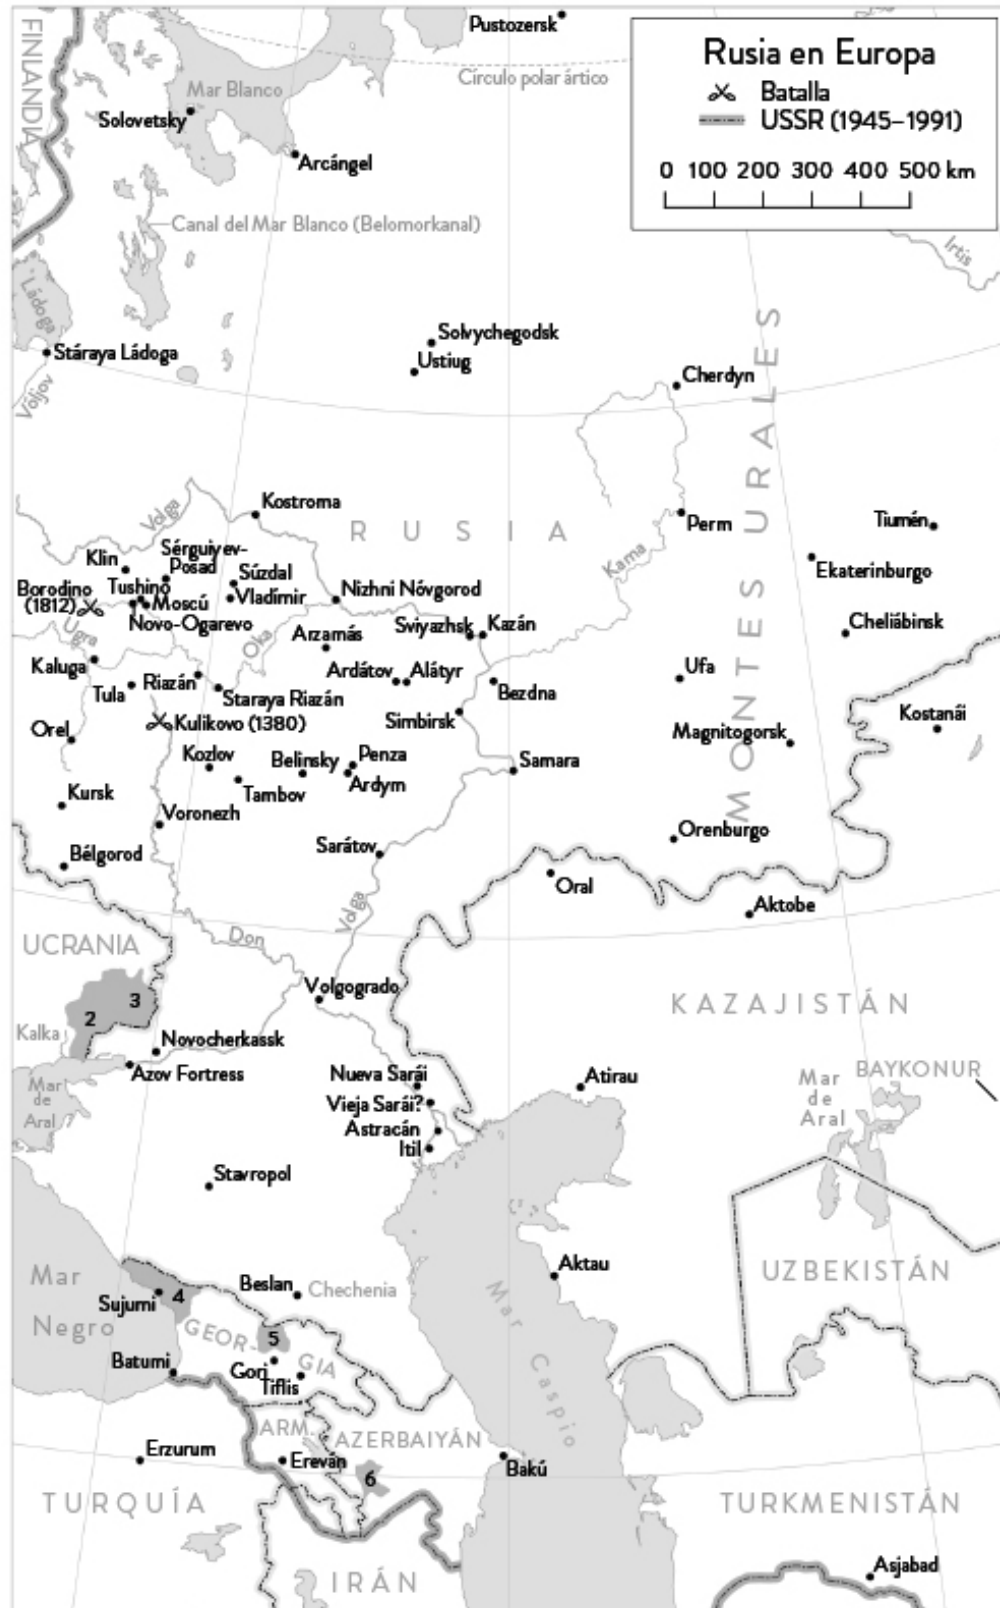 Pustozersk
Rusia en Europa
Batalla
USSR (1945–1991)
0 100 200 300 400 500 km
FINLANDIA
Círculo polar ártico
Mar Blanco
Solovetsky
Arcángel
Canal del Mar Blanco (Belomorkanal)
Irtis
Ládoga
Stáraya Ládoga
Vóljov
Solvychegodsk
Ustiug
Cherdyn
MONTES URALES
Kostroma
Volga
RUSIA
Perm
Tiumén
Kama
Ekaterinburgo
Klin
Sérguiyev-
Posad
Súzdal
Borodino
(1812)
Tushino
Moscú
Vladímir
Nizhni Nóvgorod
Novo-Ogarevo
Ugra
Oka
Arzamás
Sviyazhsk
Kazán
Cheliábinsk
Kaluga
Tula
Riazán
Staraya Riazán
Ardátov
Alátyr
Bezdna
Ufa
Kulikovo (1380)
Simbirsk
Kostanái
Orel
Magnitogorsk
Kozlov
Belinsky
Penza
Samara
Tambov
Ardym
Kursk
Voronezh
Orenburgo
Sarátov
Bélgorod
Oral
Aktobe
Volga
Don
UCRANIA
Volgogrado
3
2
KAZAJISTÁN
Kalka
Novocherkassk
Azov Fortress
Mar
de
Aral
Nueva Sarái
Vieja Sarái?
Astracán
Itil
Atirau
Mar
de
Aral
BAYKONUR
Stavropol
Mar
Negro
Beslan
Chechenia
Aktau
UZBEKISTÁN
Sujumi
4
GEOR-
GIA
5
Mar Caspio
Batumi
Gori
Tiflis
ARM.
AZERBAIYÁN
Erzurum
Ereván
6
Bakú
TURQUÍA
TURKMENISTÁN
IRÁN
Asjabad